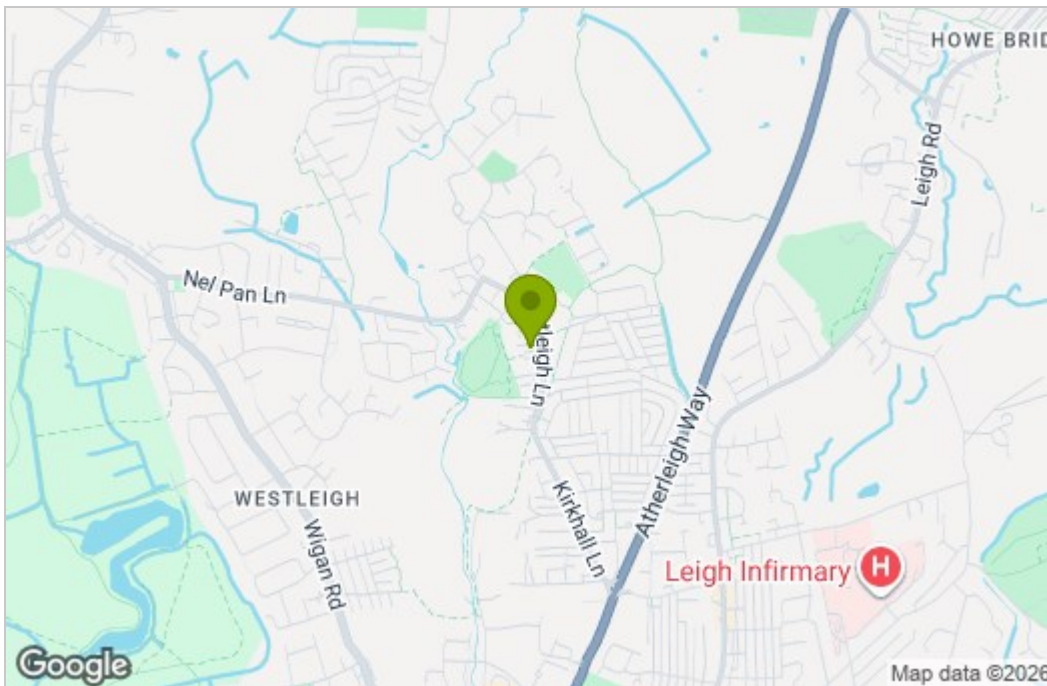 HOWE BRID
Leigh Rd
Nel Pan Ln
tleigh Ln
Atherleigh Way
WESTLEIGH
Kirkhall Ln
Wigan Rd
Leigh Infirmary
H
Google
Map data ©2026